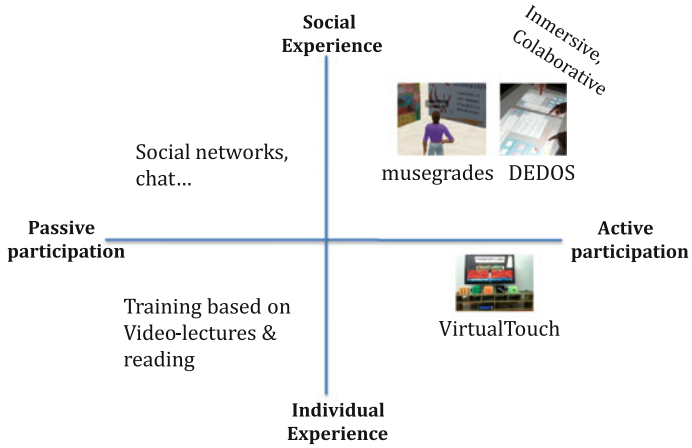 Social
Experience
Inmersive,
Colaborative
musegrades DEDOS
Social networks,
chat...
Passive
participation
Active
participation
Training based on
Video-lectures &
reading
VirtualTouch
Individual
Experience